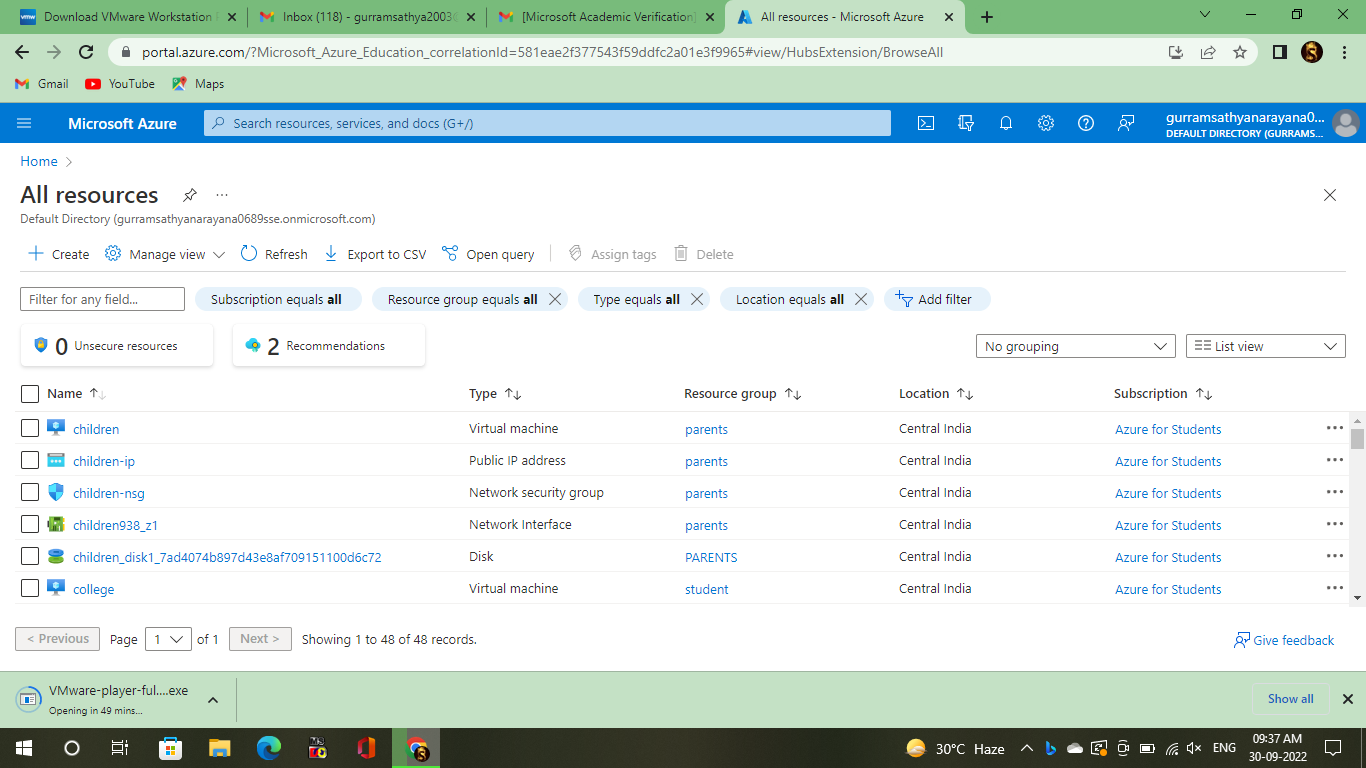 Download VMware Workstation
Inbox (118) - gurramsathya2003
[Microsoft Academic Verification]
All resources - Microsoft Azure
portal.azure.com/?Microsoft_Azure_Education_correlationId=581eae2f377543f59ddfc2a01e3f9965#view/HubsExtension/BrowseAll
Gmail YouTube Maps
Microsoft Azure
Search resources, services, and docs (G+/)
gurramsathyanarayana0...
DEFAULT DIRECTORY (GURRAMS...
Home >
All resources ...
Default Directory (gurramsathyanarayana0689sse.onmicrosoft.com)
+ Create Manage view Refresh Export to CSV Open query Assign tags Delete
Filter for any field... Subscription equals all Resource group equals all Type equals all Location equals all Add filter
0 Unsecure resources 2 Recommendations No grouping List view
Name Type Resource group Location Subscription
children Virtual machine parents Central India Azure for Students
children-ip Public IP address parents Central India Azure for Students
children-nsg Network security group parents Central India Azure for Students
children938_z1 Network Interface parents Central India Azure for Students
children_disk1_7ad4074b897d43e8af709151100d6c72 Disk PARENTS Central India Azure for Students
college Virtual machine student Central India Azure for Students
< Previous Page 1 of 1 Next > Showing 1 to 48 of 48 records. Give feedback
VMware-player-ful....exe
Opening in 49 mins...
Show all
30°C Haze ENG 09:37 AM
30-09-2022